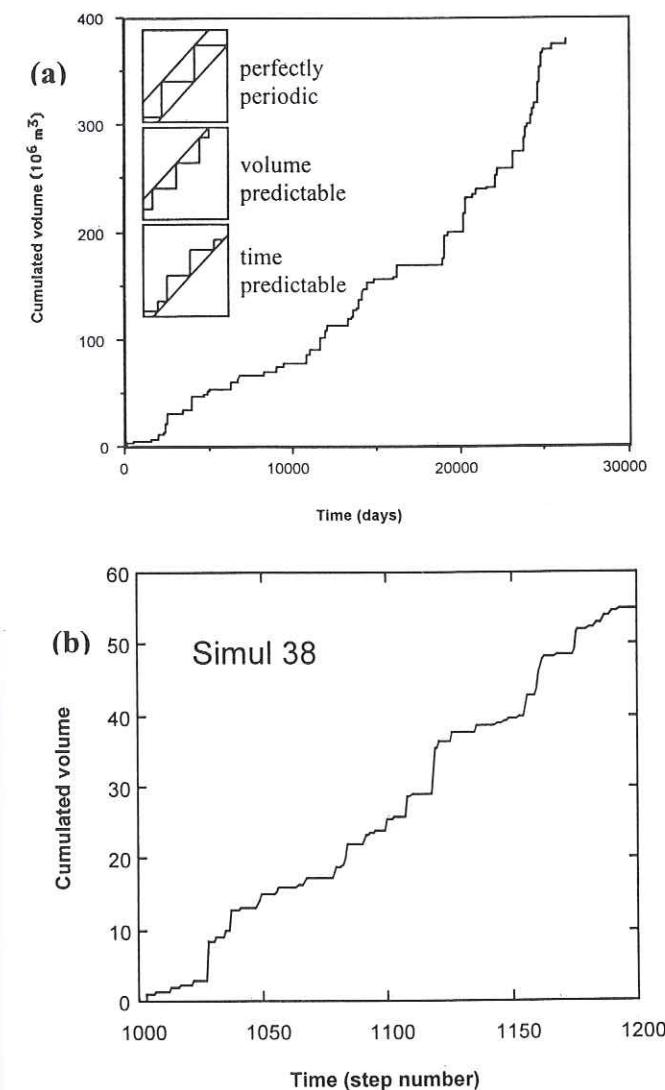 (a)
Cumulated volume (10⁶ m³)
400
300
200
100
0
perfectly
periodic
volume
predictable
time
predictable
0 10000 20000 30000
Time (days)
(b)
Simul 38
Cumulated volume
60
50
40
30
20
10
0
1000 1050 1100 1150 1200
Time (step number)